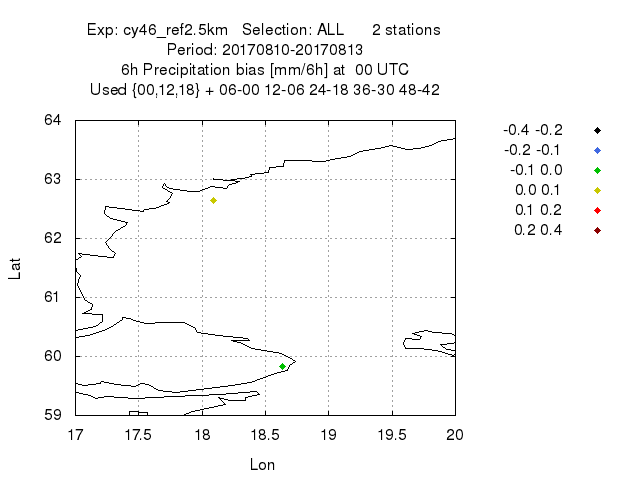 Exp: cy46_ref2.5km   Selection: ALL      2 stations
Period: 20170810-20170813
6h Precipitation bias [mm/6h] at  00 UTC
Used {00,12,18} + 06-00 12-06 24-18 36-30 48-42
64
63
62
61
60
59
Lat
17 17.5 18 18.5 19 19.5 20
Lon
-0.4 -0.2
-0.2 -0.1
-0.1 0.0
0.0 0.1
0.1 0.2
0.2 0.4